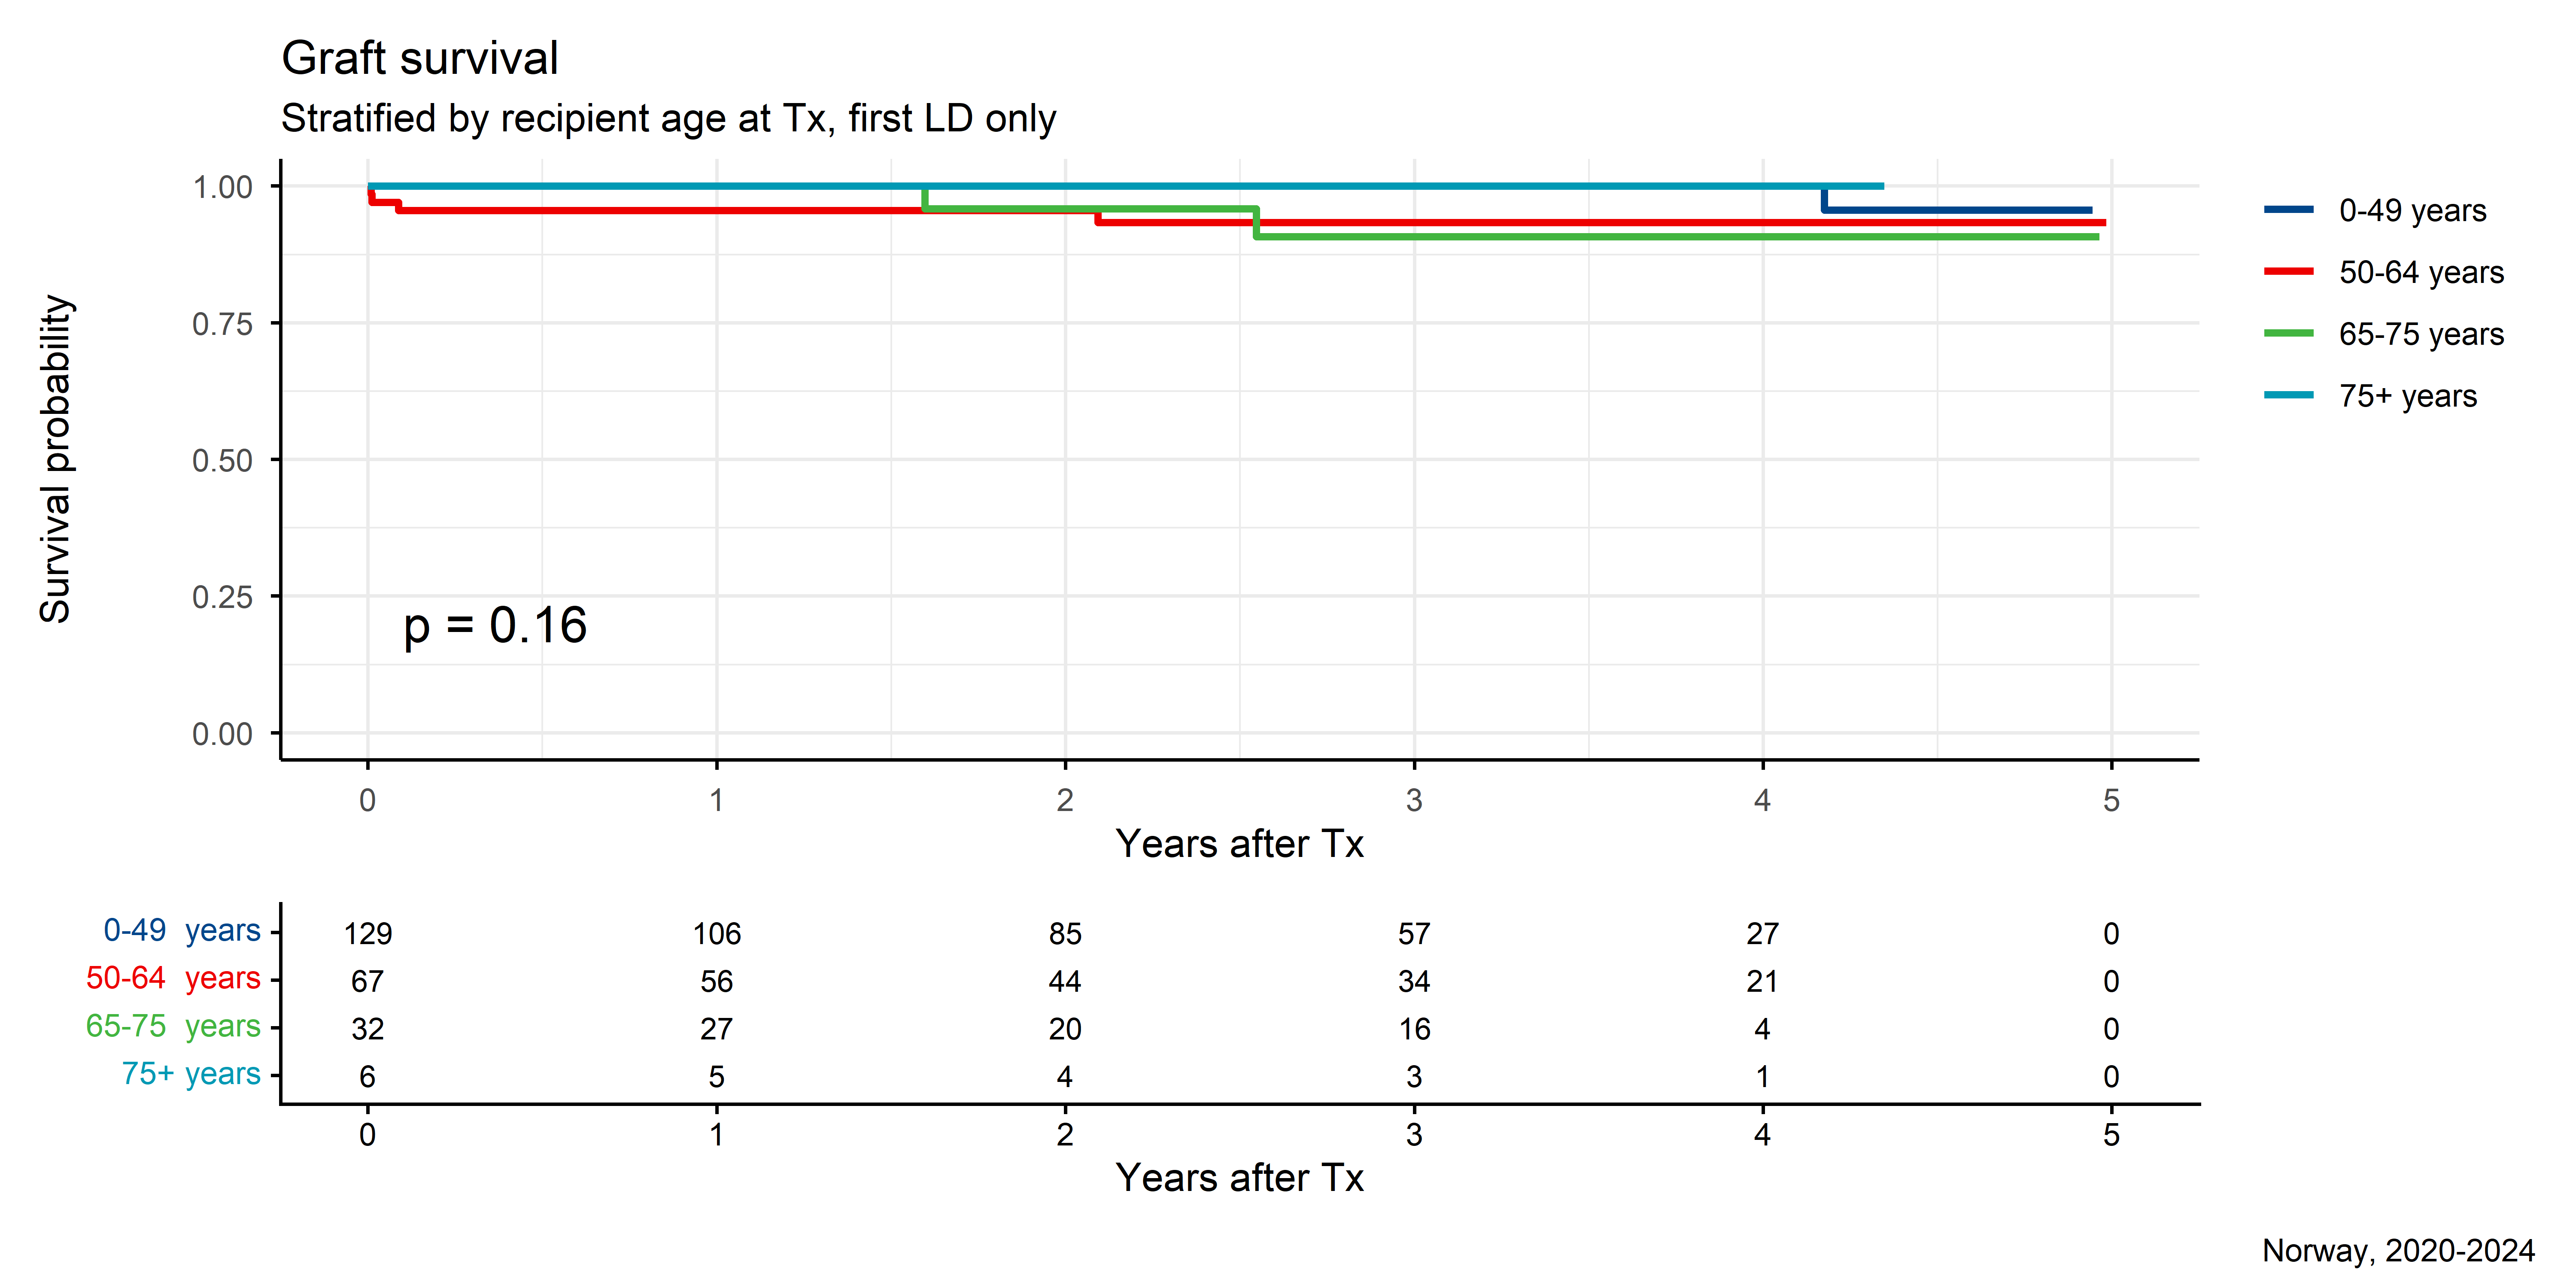 Graft survival
Stratified by recipient age at Tx, first LD only
Survival probability
1.00
0.75
0.50
0.25
0.00
p = 0.16
0 1 2 3 4 5
Years after Tx
0-49 years
50-64 years
65-75 years
75+ years
0-49 years 129 106 85 57 27 0
50-64 years 67 56 44 34 21 0
65-75 years 32 27 20 16 4 0
75+ years 6 5 4 3 1 0
0 1 2 3 4 5
Years after Tx
Norway, 2020-2024